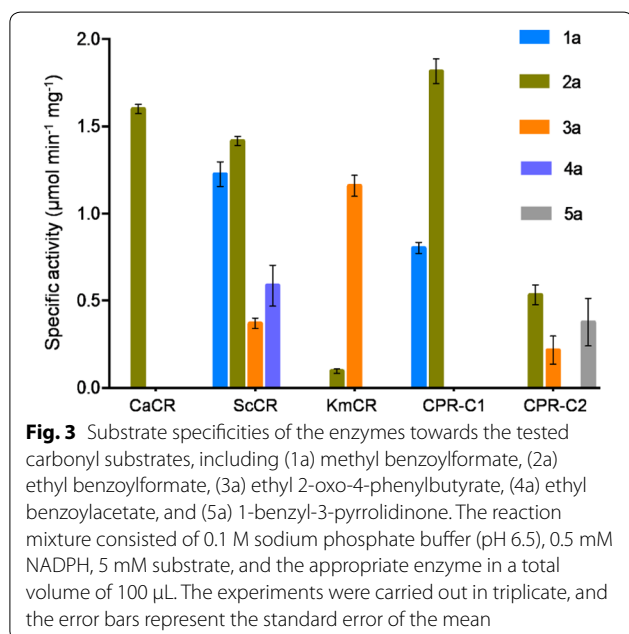 Specific activity (µmol min⁻¹ mg⁻¹)
2.0
1.5
1.0
0.5
0.0
1a
2a
3a
4a
5a
CaCR ScCR KmCR CPR-C1 CPR-C2
Fig. 3 Substrate specificities of the enzymes towards the tested
carbonyl substrates, including (1a) methyl benzoylformate, (2a)
ethyl benzoylformate, (3a) ethyl 2-oxo-4-phenylbutyrate, (4a) ethyl
benzoylacetate, and (5a) 1-benzyl-3-pyrrolidinone. The reaction
mixture consisted of 0.1 M sodium phosphate buffer (pH 6.5), 0.5 mM
NADPH, 5 mM substrate, and the appropriate enzyme in a total
volume of 100 µL. The experiments were carried out in triplicate, and
the error bars represent the standard error of the mean